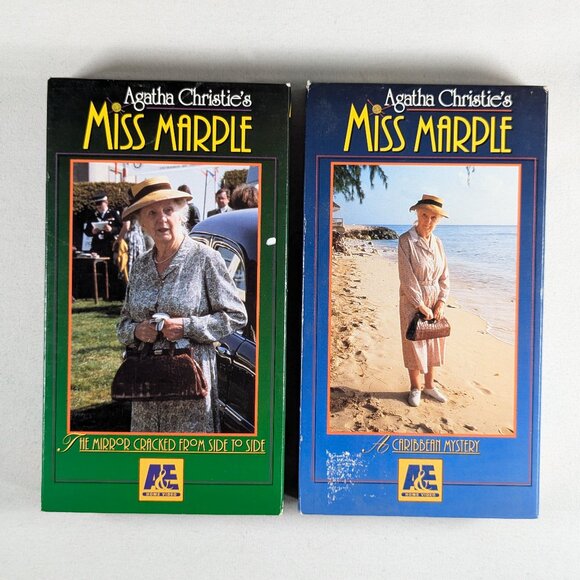 Agatha Christie's
MISS MARPLE
THE MIRROR CRACKED FROM SIDE TO SIDE
A&E
HOME VIDEO
Agatha Christie's
MISS MARPLE
A CARIBBEAN MYSTERY
A&E
HOME VIDEO